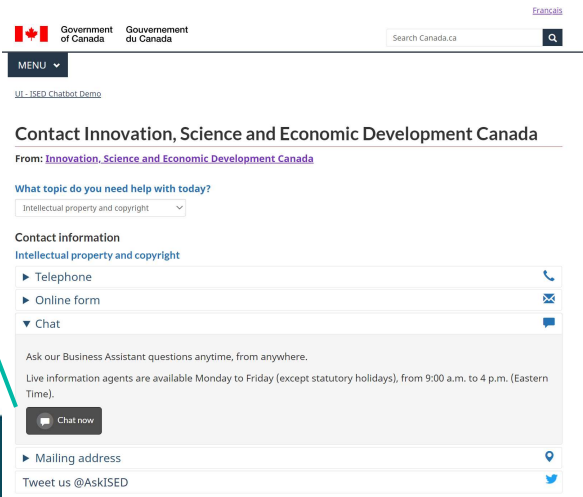 Français
Government of Canada
Gouvernement du Canada
Search Canada.ca
MENU
UI - ISED Chatbot Demo
Contact Innovation, Science and Economic Development Canada
From: Innovation, Science and Economic Development Canada
What topic do you need help with today?
Intellectual property and copyright
Contact information
Intellectual property and copyright
Telephone
Online form
Chat
Ask our Business Assistant questions anytime, from anywhere.
Live information agents are available Monday to Friday (except statutory holidays), from 9:00 a.m. to 4 p.m. (Eastern
Time).
Chat now
Mailing address
Tweet us @AskISED